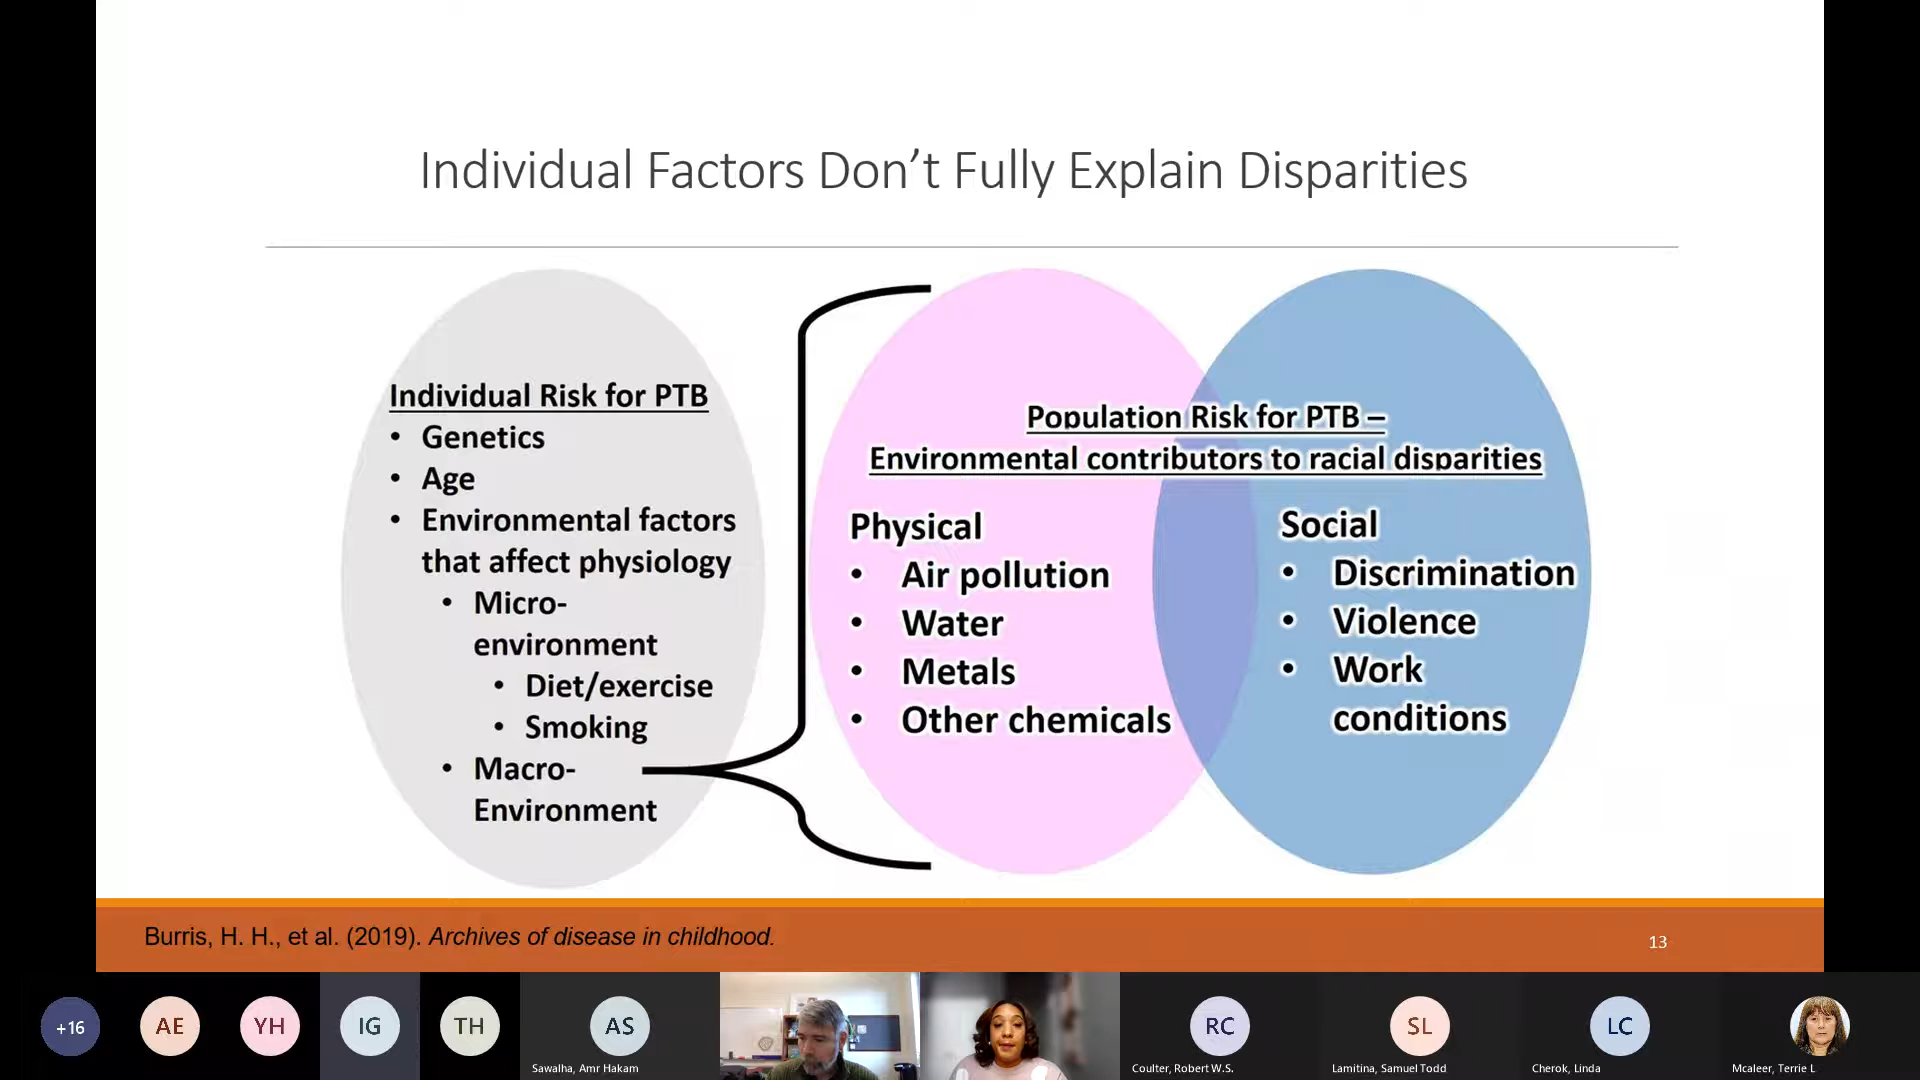 Individual Factors Don’t Fully Explain Disparities
Individual Risk for PTB
• Genetics
• Age
• Environmental factors
that affect physiology
• Micro-
environment
• Diet/exercise
• Smoking
• Macro-
Environment
Population Risk for PTB –
Environmental contributors to racial disparities
Physical
• Air pollution
• Water
• Metals
• Other chemicals
Social
• Discrimination
• Violence
• Work
conditions
Burris, H. H., et al. (2019). Archives of disease in childhood.
13
+16
AE
YH
IG
TH
AS
Sawalha, Amr Hakam
RC
Coulter, Robert W.S.
SL
Lamitina, Samuel Todd
LC
Cherok, Linda
Mcaleer, Terrie L